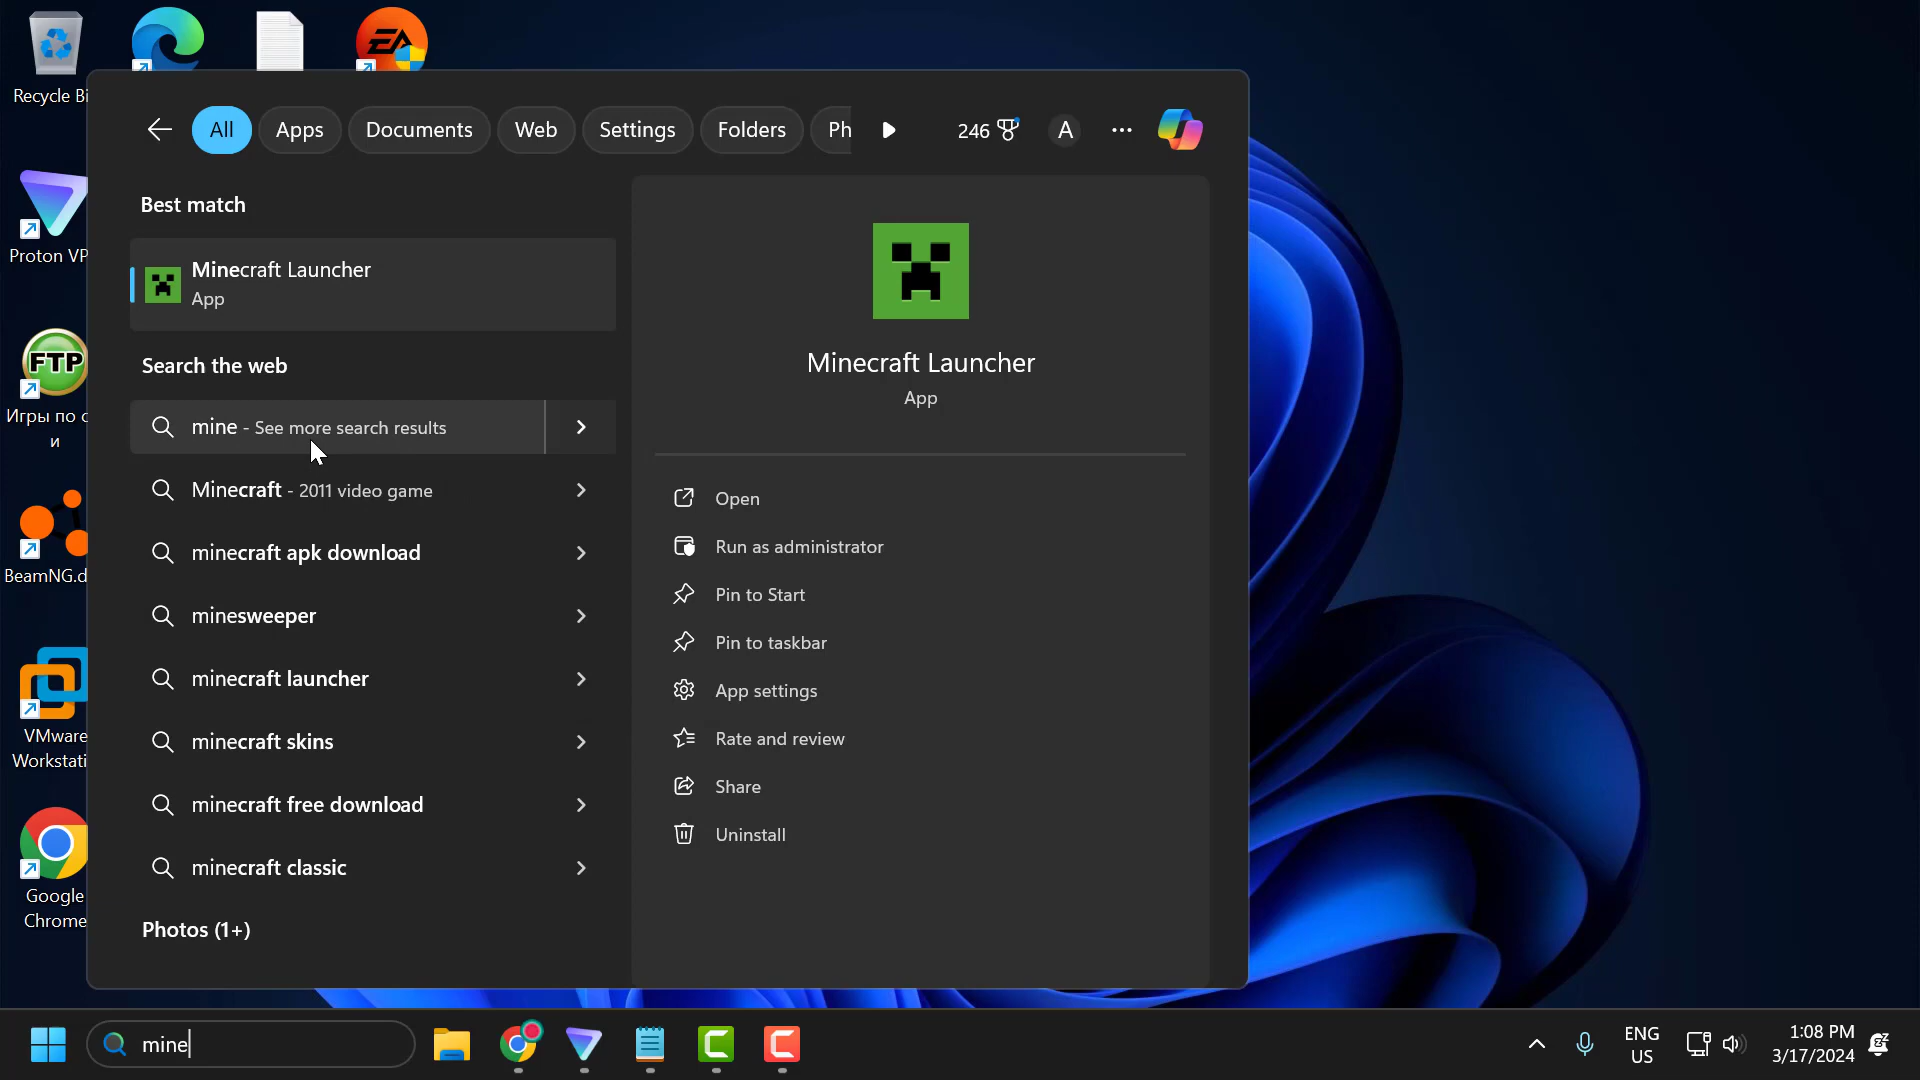 Recycle Bi
EA
All
Apps
Documents
Web
Settings
Folders
Ph
246
A
Best match
Minecraft Launcher
App
Search the web
mine - See more search results
Minecraft - 2011 video game
minecraft apk download
minesweeper
minecraft launcher
minecraft skins
minecraft free download
minecraft classic
Photos (1+)
Minecraft Launcher
App
Open
Run as administrator
Pin to Start
Pin to taskbar
App settings
Rate and review
Share
Uninstall
Proton VP
FTP
Игры по с
и
BeamNG.d
VMware
Workstati
Google
Chrome
mine
ENG
US
1:08 PM
3/17/2024